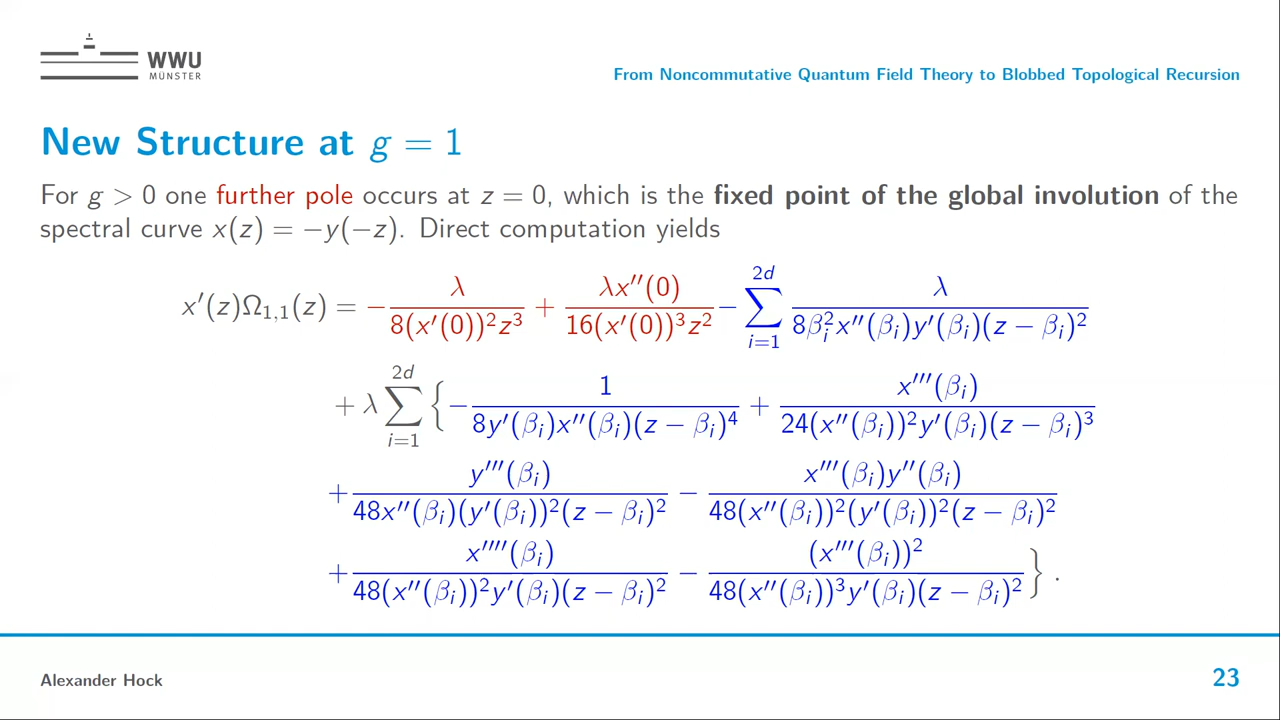 WWU
MÜNSTER
From Noncommutative Quantum Field Theory to Blobbed Topological Recursion
New Structure at g = 1
For g > 0 one further pole occurs at z = 0, which is the fixed point of the global involution of the
spectral curve x(z) = −y(−z). Direct computation yields
x′(z)Ω₁,₁(z) = − λ / (8(x′(0))²z³) + λx″(0) / (16(x′(0))³z²) − ∑_{i=1}^{2d} λ / (8β_i²x″(β_i)y′(β_i)(z − β_i)²)
+ λ ∑_{i=1}^{2d} { − 1 / (8y′(β_i)x″(β_i)(z − β_i)⁴) + x‴(β_i) / (24(x″(β_i))²y′(β_i)(z − β_i)³)
+ y‴(β_i) / (48x″(β_i)(y′(β_i))²(z − β_i)²) − x‴(β_i)y″(β_i) / (48(x″(β_i))²(y′(β_i))²(z − β_i)²)
+ x⁗(β_i) / (48(x″(β_i))²y′(β_i)(z − β_i)²) − (x‴(β_i))² / (48(x″(β_i))³y′(β_i)(z − β_i)²) } .
Alexander Hock
23